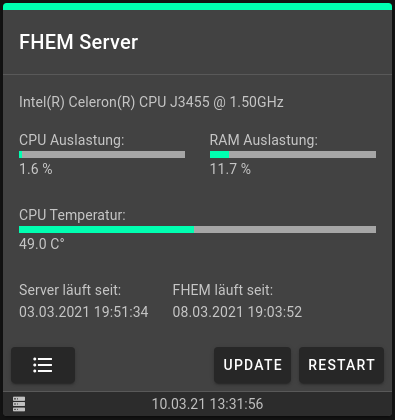 FHEM Server
Intel(R) Celeron(R) CPU J3455 @ 1.50GHz
CPU Auslastung: RAM Auslastung:
1.6 % 11.7 %
CPU Temperatur:
49.0 C°
Server läuft seit: FHEM läuft seit:
03.03.2021 19:51:34 08.03.2021 19:03:52
UPDATE RESTART
10.03.21 13:31:56